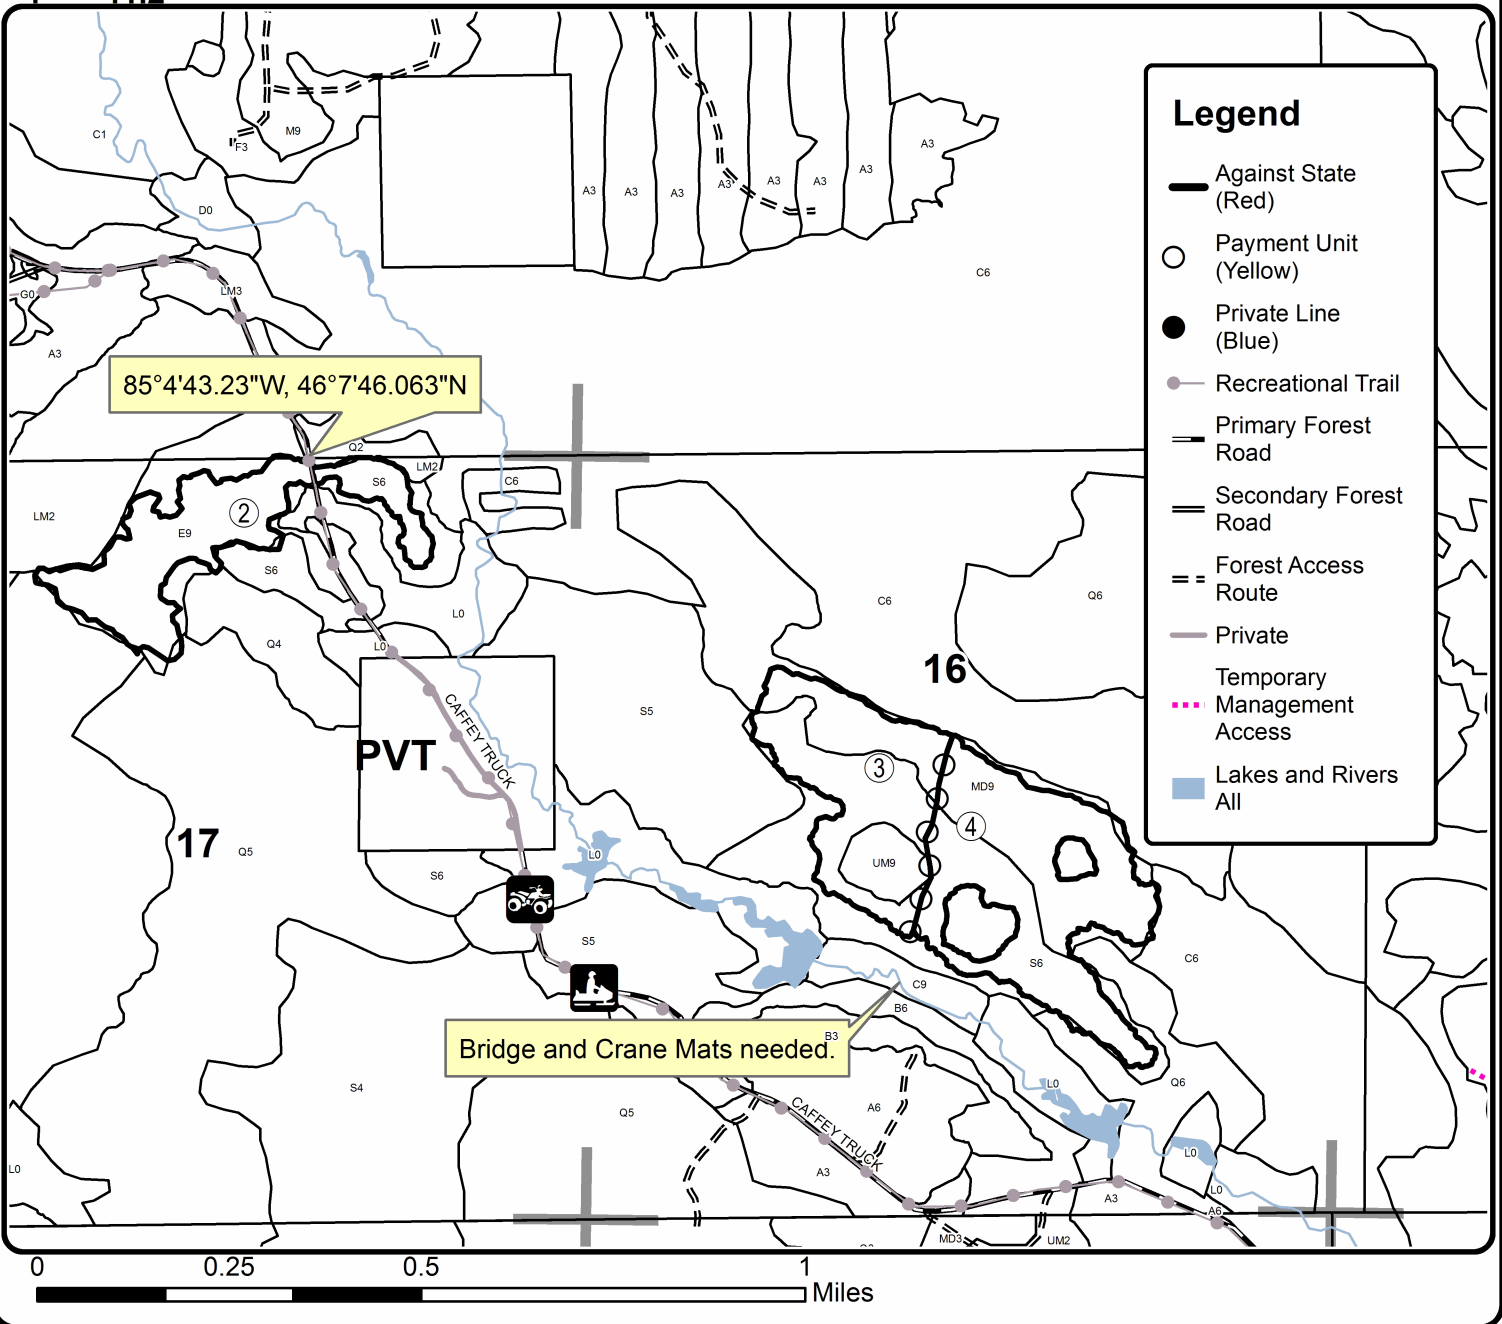 C1
F3
M9
A3
A3
A3
A3
A3
A3
A3
A3
D0
C6
G0
LM3
A3
85°4'43.23"W, 46°7'46.063"N
Q2
LM2
S6
C6
LM2
2
E9
S6
L0
C6
Q6
Q4
L0
16
S5
CAFFEY TRUCK
PVT
3
MD9
4
17
Q5
L0
UM9
S6
S5
S6
C6
C9
B6
B3
Bridge and Crane Mats needed.
S4
Q5
A6
L0
Q6
CAFFEY TRUCK
A3
L0
L0
L0
A3
A6
MD3
UM2
Legend
Against State
(Red)
Payment Unit
(Yellow)
Private Line
(Blue)
Recreational Trail
Primary Forest
Road
Secondary Forest
Road
Forest Access
Route
Private
Temporary
Management
Access
Lakes and Rivers
All
0 0.25 0.5 1
Miles